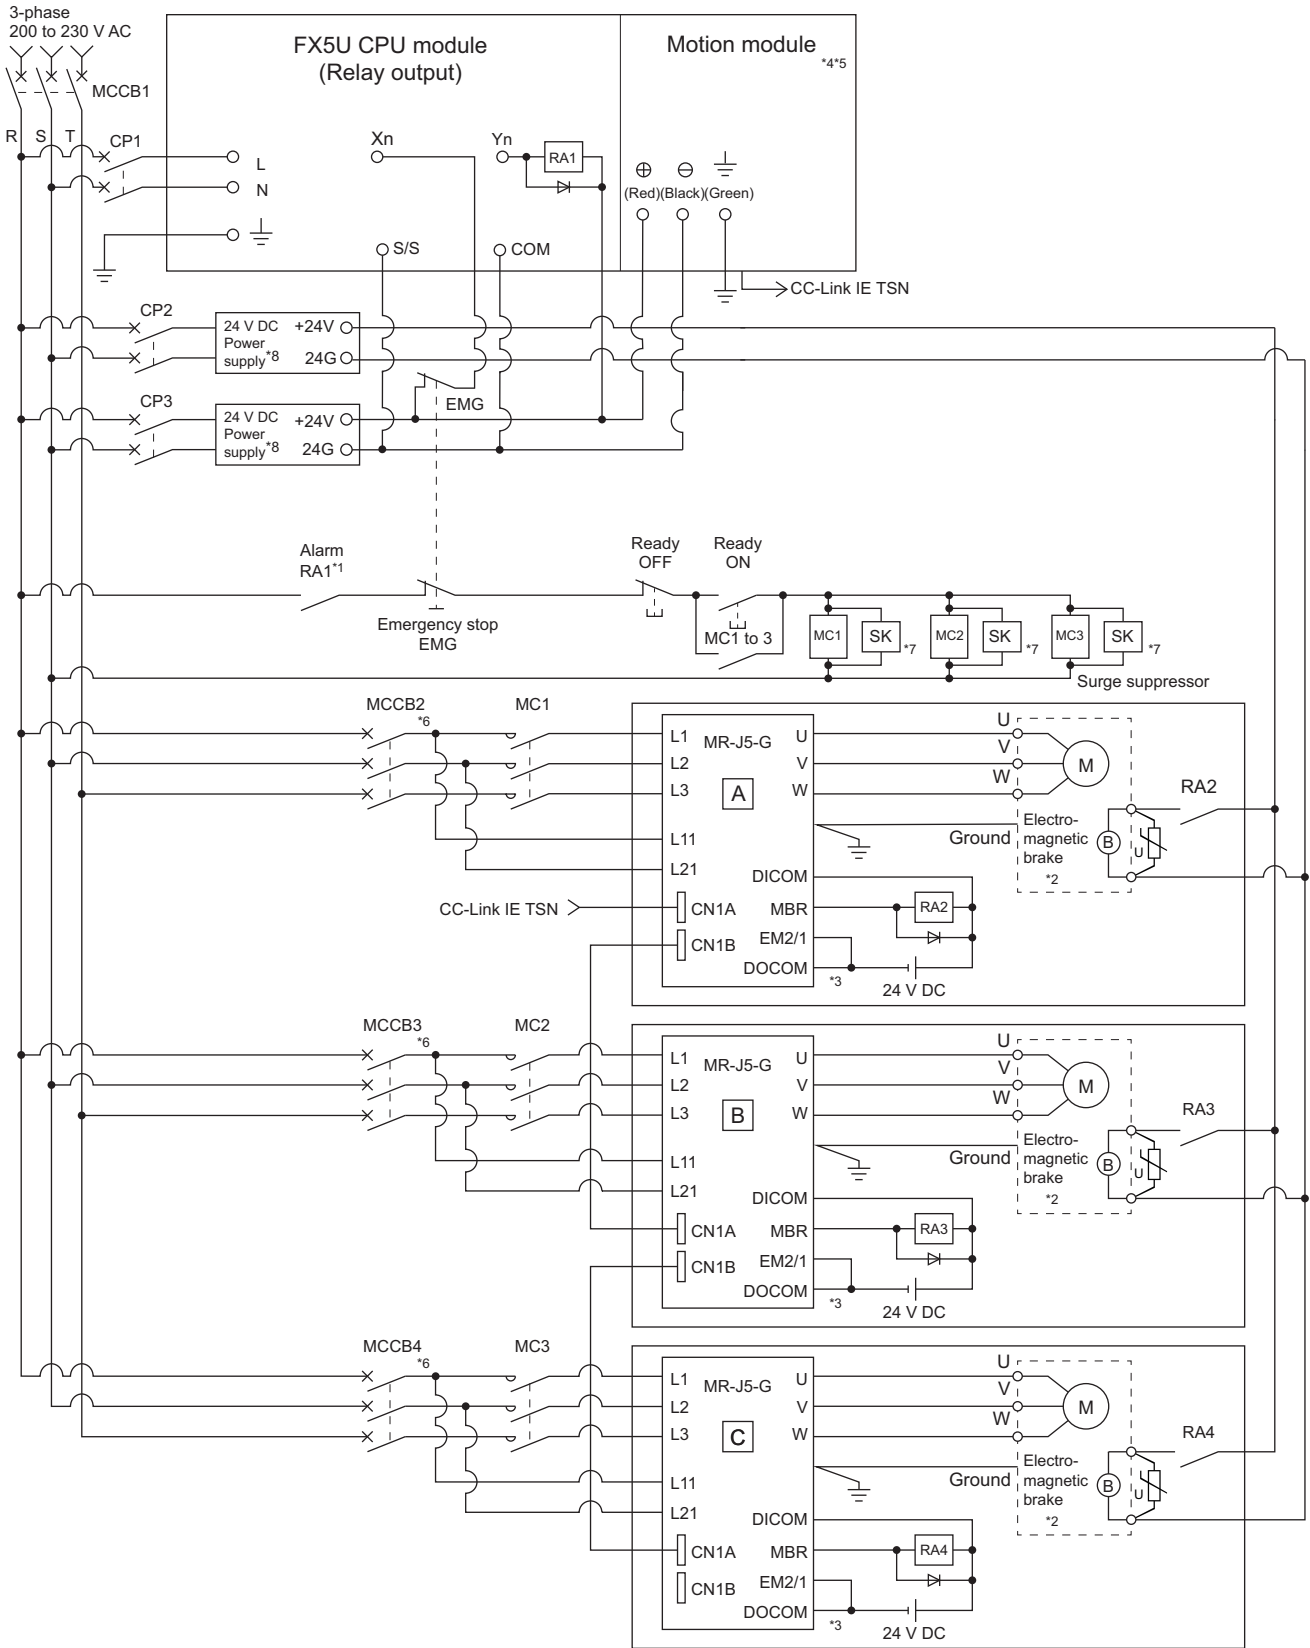 3-phase
200 to 230 V AC
MCCB1
R S T
FX5U CPU module
(Relay output)
Motion module
*4*5
CP1
L
N
Xn
Yn
RA1
⊕ ⊖
(Red)(Black)(Green)
S/S
COM
CC-Link IE TSN
CP2
24 V DC
Power
supply*8
+24V
24G
EMG
CP3
24 V DC
Power
supply*8
+24V
24G
Alarm
RA1*1
Emergency stop
EMG
Ready
OFF
Ready
ON
MC1 to 3
MC1
SK
*7
MC2
SK
*7
MC3
SK
*7
Surge suppressor
MCCB2
*6
MC1
L1
L2
L3
L11
L21
CN1A
CN1B
MR-J5-G
A
U
V
W
DICOM
MBR
EM2/1
DOCOM
*3
CC-Link IE TSN
Ground
RA2
24 V DC
U
V
W
M
Electro-
magnetic
brake
*2
B
U
RA2
MCCB3
*6
MC2
L1
L2
L3
L11
L21
CN1A
CN1B
MR-J5-G
B
U
V
W
DICOM
MBR
EM2/1
DOCOM
*3
Ground
RA3
24 V DC
U
V
W
M
Electro-
magnetic
brake
*2
B
U
RA3
MCCB4
*6
MC3
L1
L2
L3
L11
L21
CN1A
CN1B
MR-J5-G
C
U
V
W
DICOM
MBR
EM2/1
DOCOM
*3
Ground
RA4
24 V DC
U
V
W
M
Electro-
magnetic
brake
*2
B
U
RA4